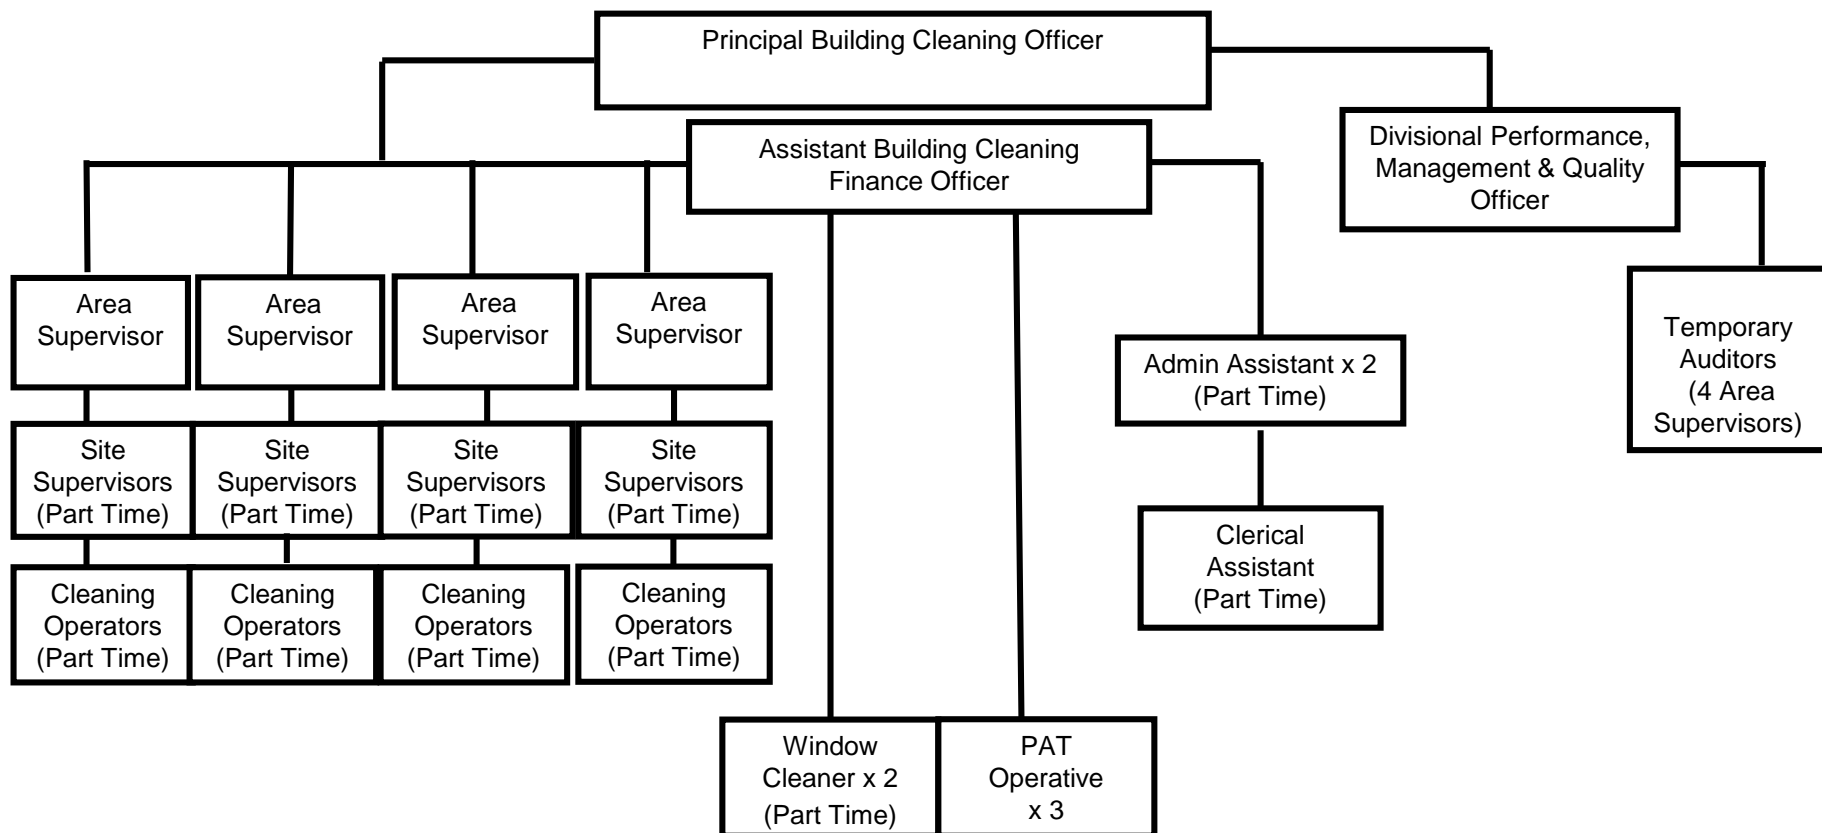 Principal Building Cleaning Officer
Assistant Building Cleaning
Finance Officer
Divisional Performance,
Management & Quality
Officer
Area
Supervisor
Area
Supervisor
Area
Supervisor
Area
Supervisor
Temporary
Auditors
(4 Area
Supervisors)
Admin Assistant x 2
(Part Time)
Site
Supervisors
(Part Time)
Site
Supervisors
(Part Time)
Site
Supervisors
(Part Time)
Site
Supervisors
(Part Time)
Clerical
Assistant
(Part Time)
Cleaning
Operators
(Part Time)
Cleaning
Operators
(Part Time)
Cleaning
Operators
(Part Time)
Cleaning
Operators
(Part Time)
Window
Cleaner x 2
(Part Time)
PAT
Operative
x 3